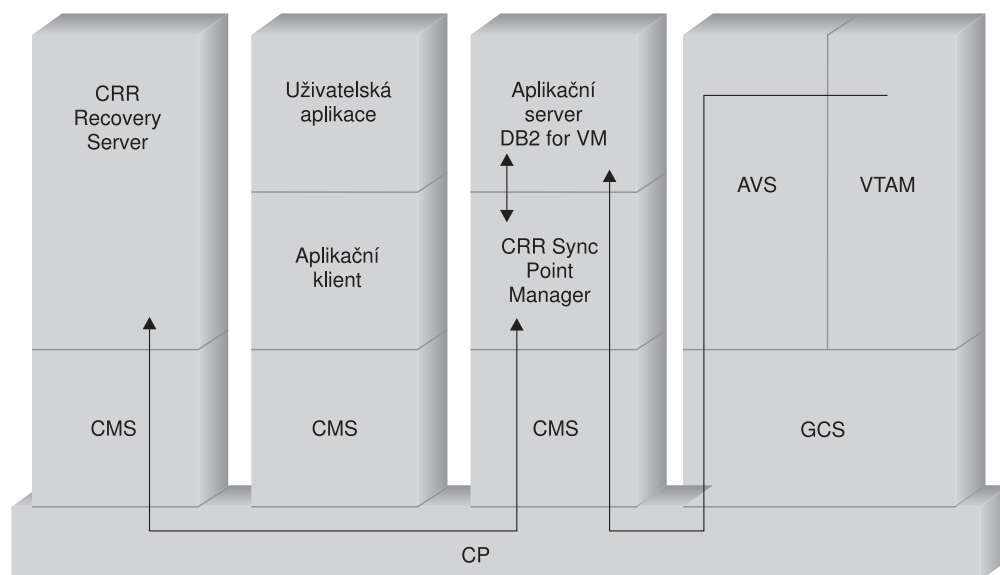 CRR
Recovery
Server
CMS
Uživatelská
aplikace
Aplikační
klient
CMS
Aplikační
server
DB2 for VM
CRR Sync
Point
Manager
CMS
AVS
VTAM
GCS
CP